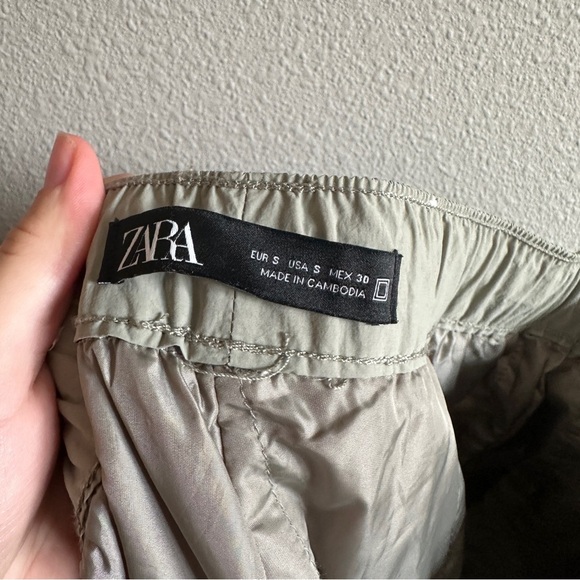 ZARA
EUR S USA S MEX 30
MADE IN CAMBODIA